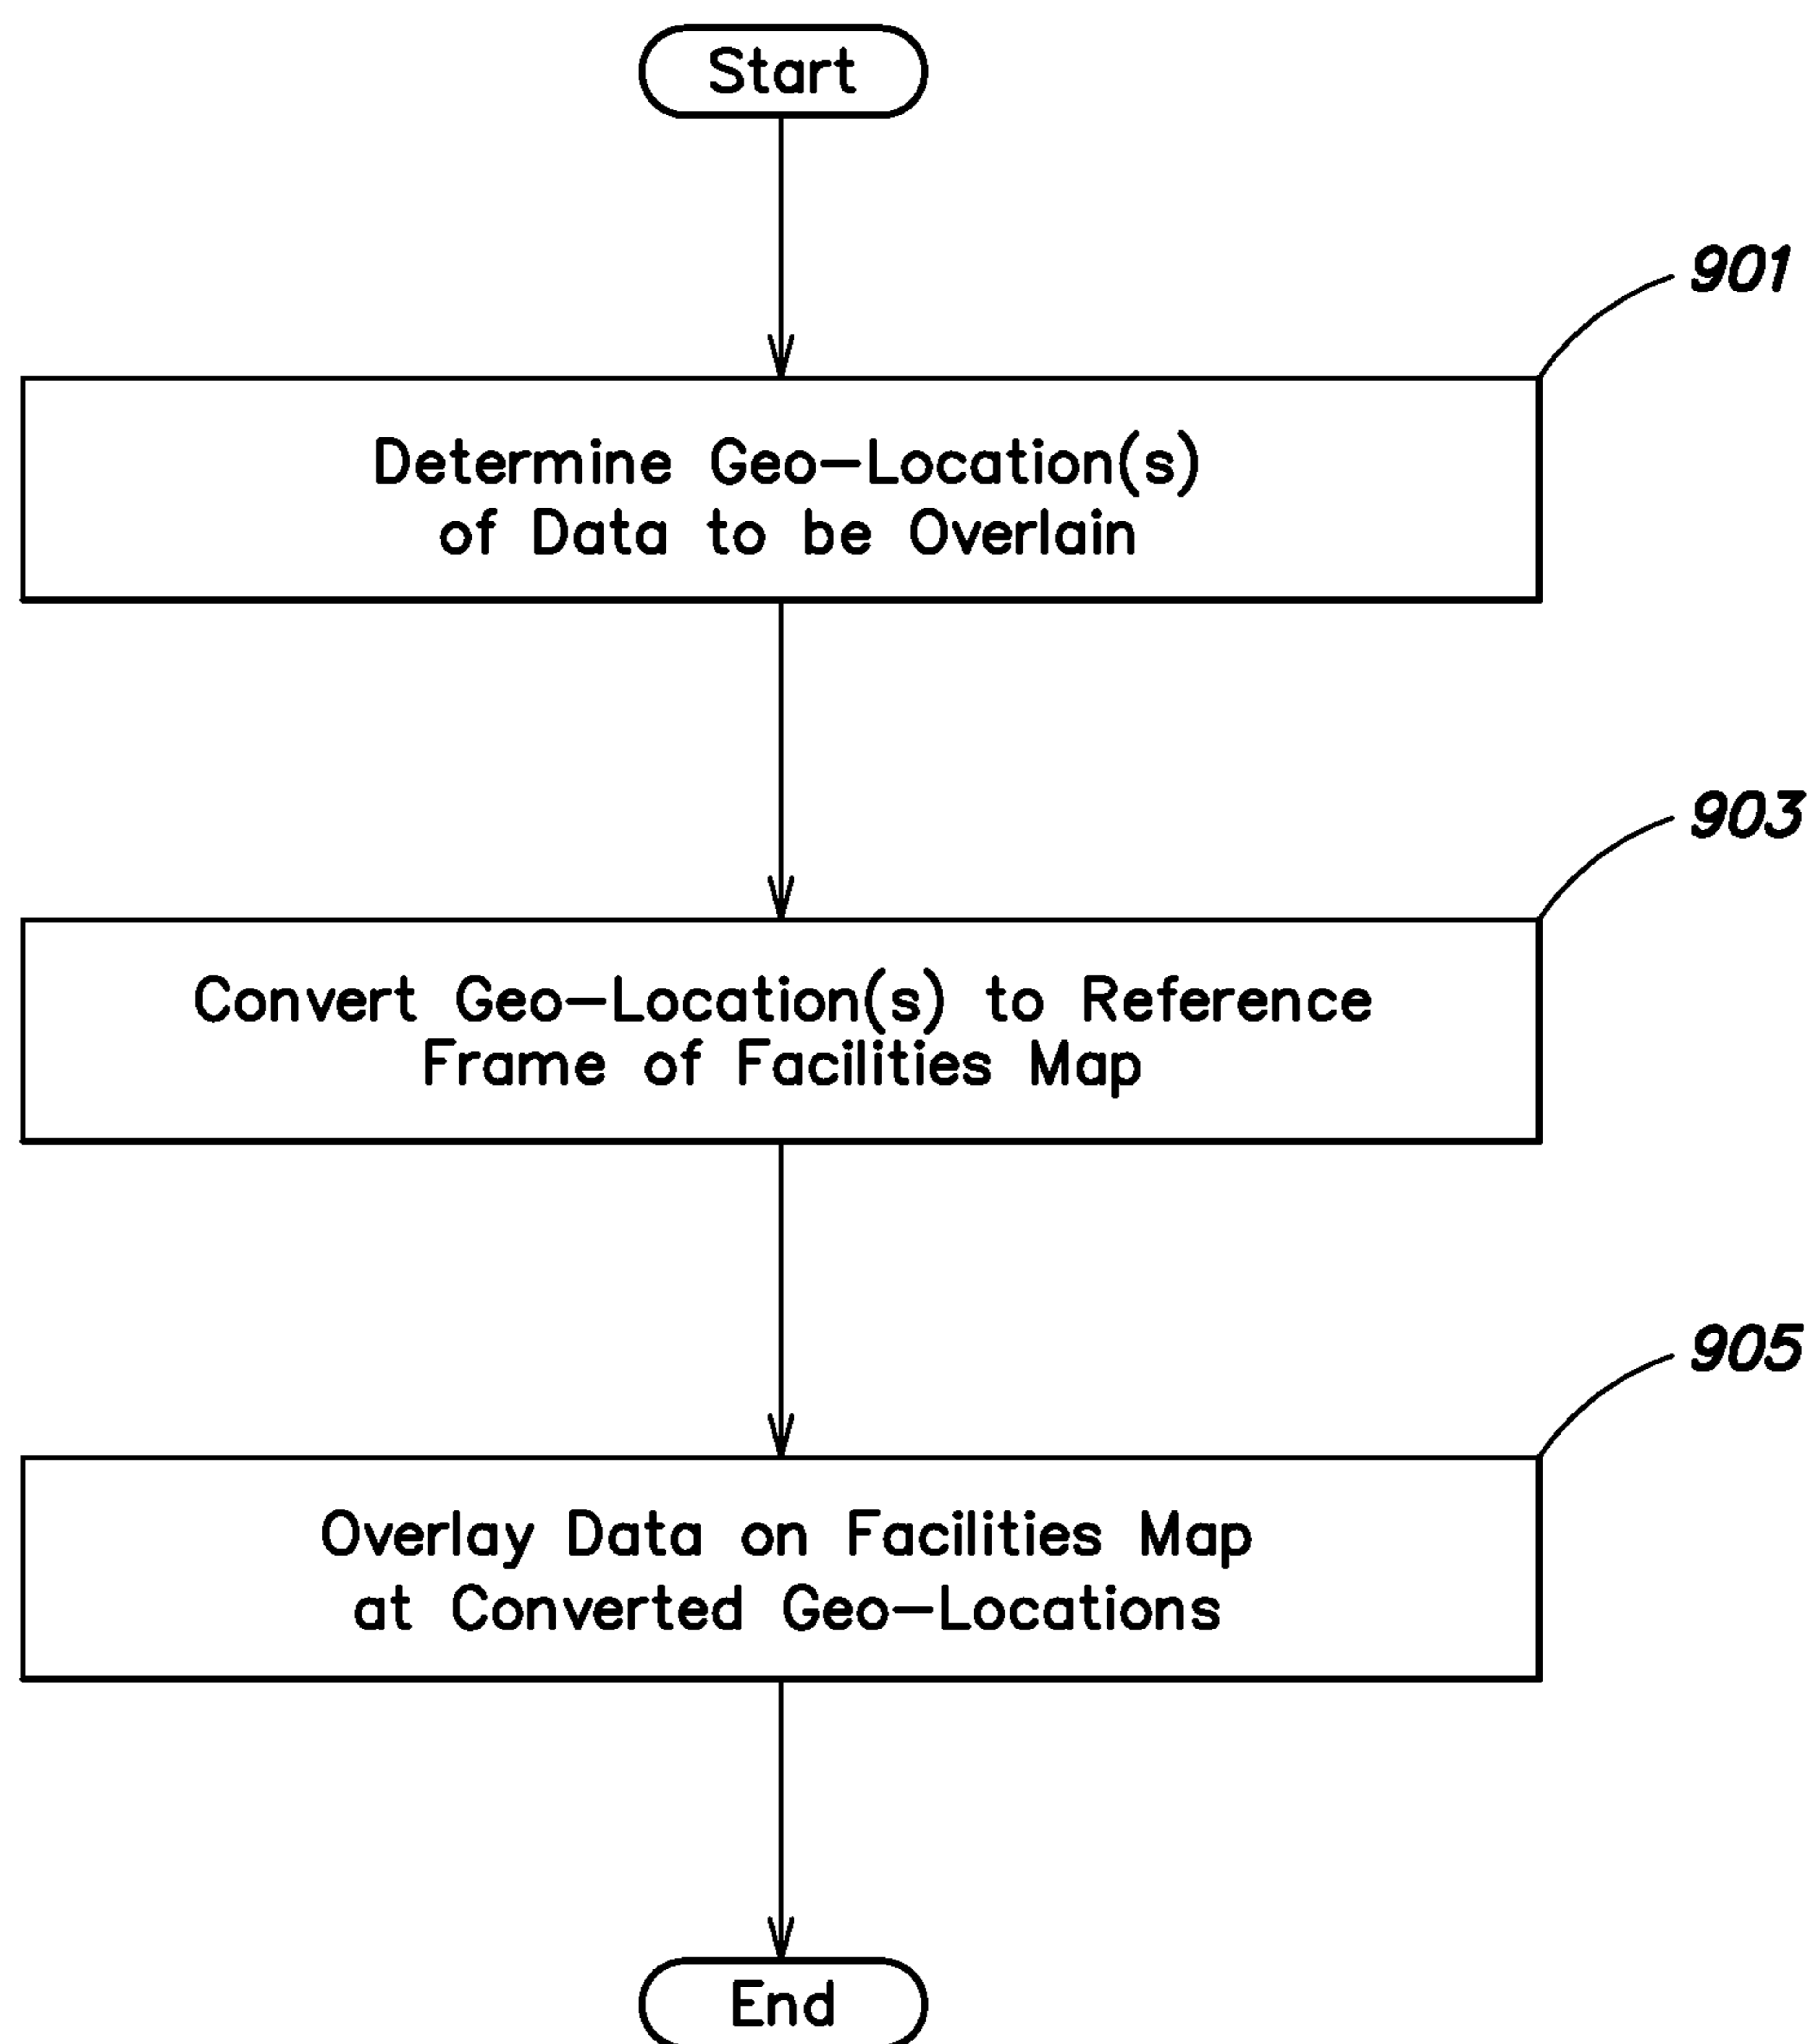 Start
901
Determine Geo-Location(s)
of Data to be Overlain
903
Convert Geo-Location(s) to Reference
Frame of Facilities Map
905
Overlay Data on Facilities Map
at Converted Geo-Locations
End